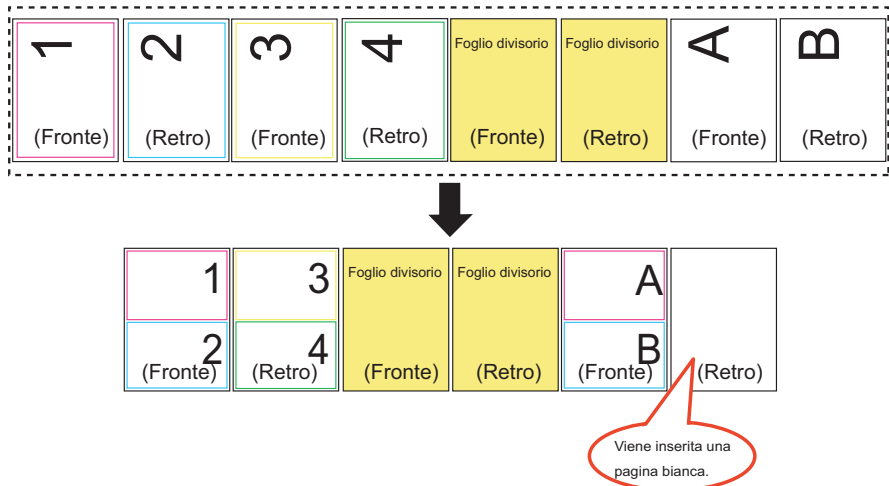 1 2 3 4 Foglio divisorio Foglio divisorio A B
(Fronte) (Retro) (Fronte) (Retro) (Fronte) (Retro) (Fronte) (Retro)
1 3 Foglio divisorio Foglio divisorio A
2 4 B
(Fronte) (Retro) (Fronte) (Retro) (Fronte) (Retro)
Viene inserita una
pagina bianca.